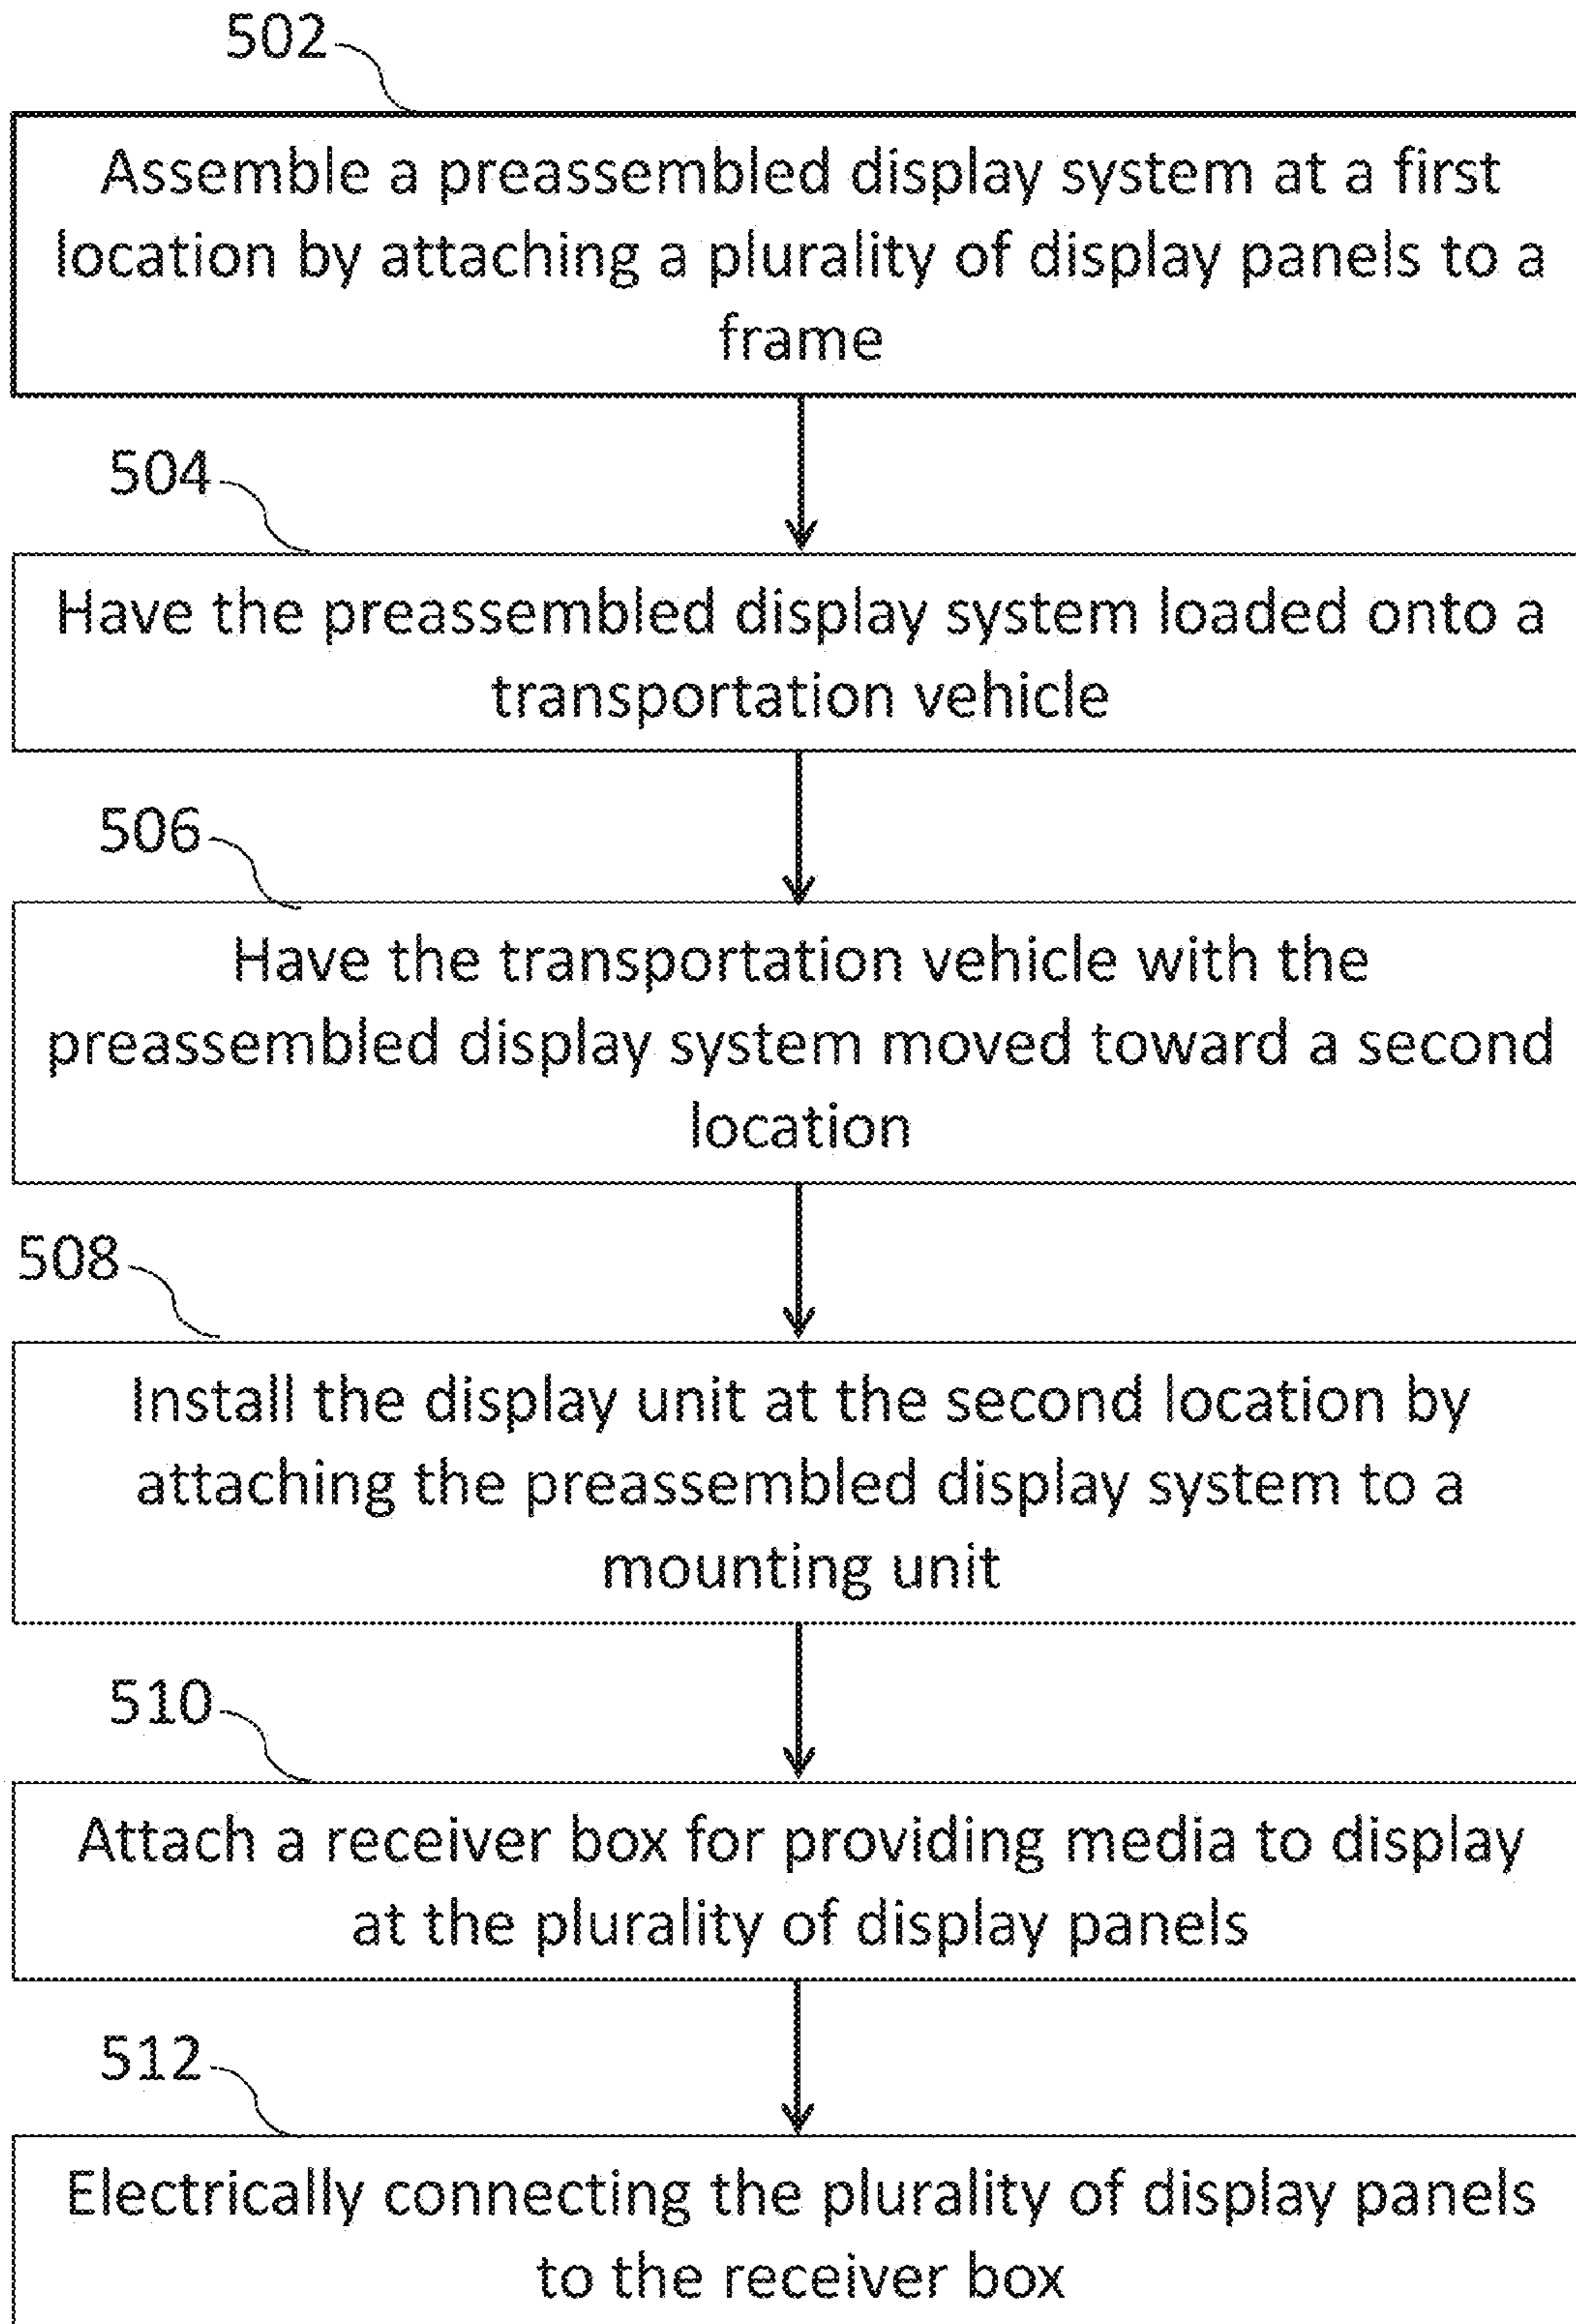 502
Assemble a preassembled display system at a first
location by attaching a plurality of display panels to a
frame
504
Have the preassembled display system loaded onto a
transportation vehicle
506
Have the transportation vehicle with the
preassembled display system moved toward a second
location
508
Install the display unit at the second location by
attaching the preassembled display system to a
mounting unit
510
Attach a receiver box for providing media to display
at the plurality of display panels
512
Electrically connecting the plurality of display panels
to the receiver box